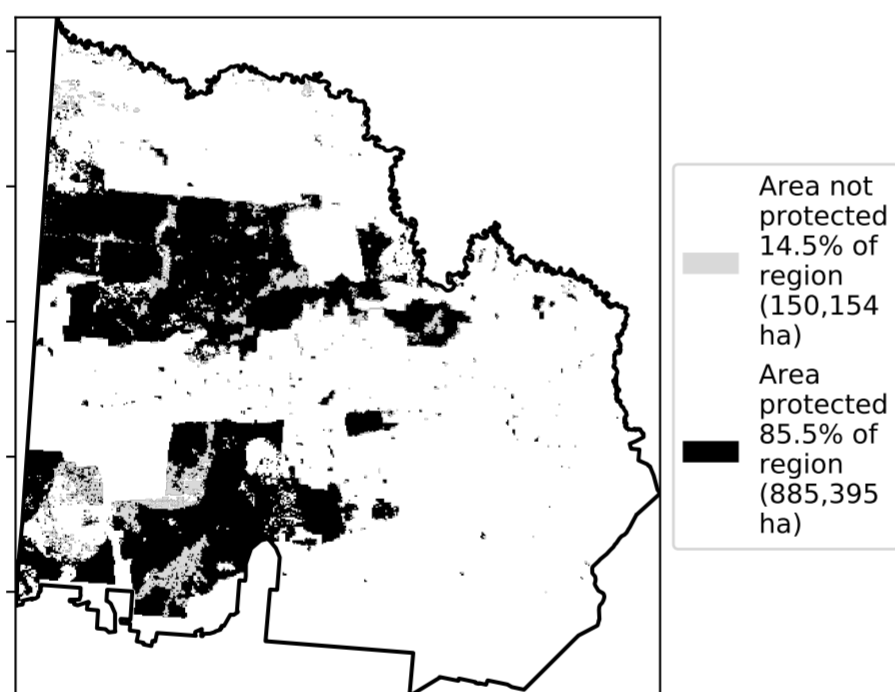 Area not
protected
14.5% of
region
(150,154
ha)
Area
protected
85.5% of
region
(885,395
ha)